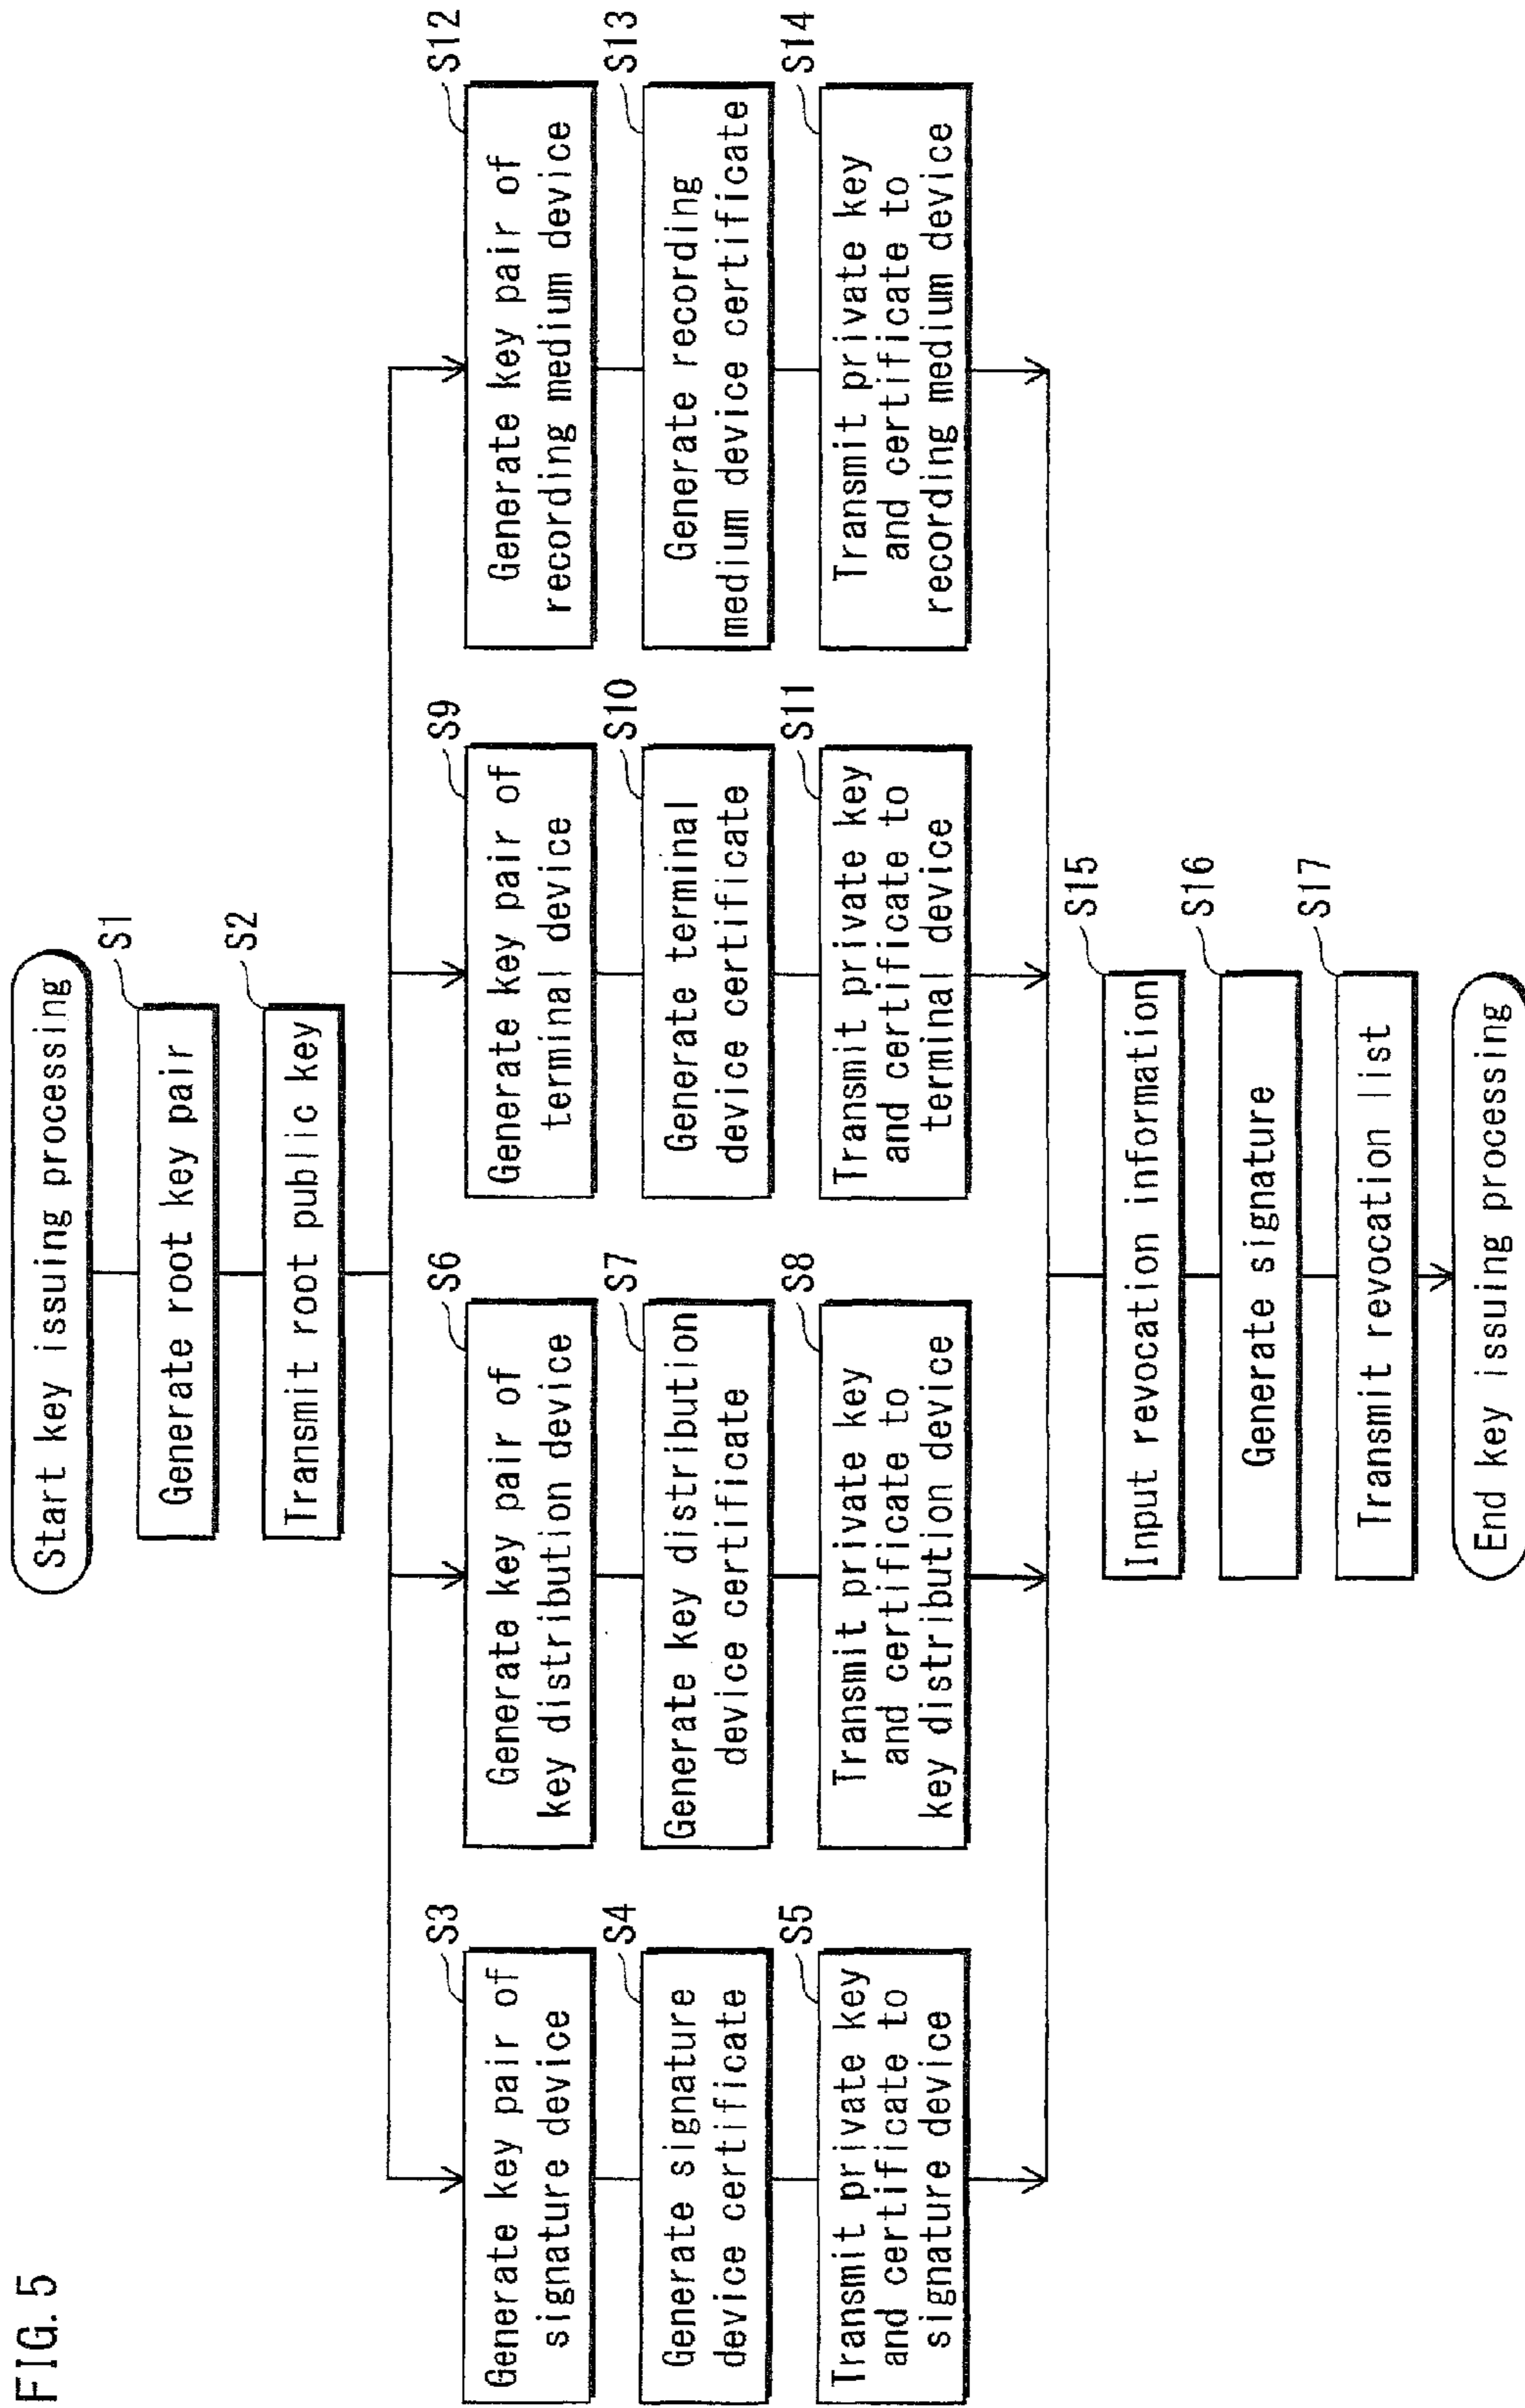 FIG. 5
Start key issuing processing
S1
Generate root key pair
S2
Transmit root public key
S3
Generate key pair of
signature device
S4
Generate signature
device certificate
S5
Transmit private key
and certificate to
signature device
S6
Generate key pair of
key distribution device
S7
Generate key distribution
device certificate
S8
Transmit private key
and certificate to
key distribution device
S9
Generate key pair of
terminal device
S10
Generate terminal
device certificate
S11
Transmit private key
and certificate to
terminal device
S12
Generate key pair of
recording medium device
S13
Generate recording
medium device certificate
S14
Transmit private key
and certificate to
recording medium device
S15
Input revocation information
S16
Generate signature
S17
Transmit revocation list
End key issuing processing